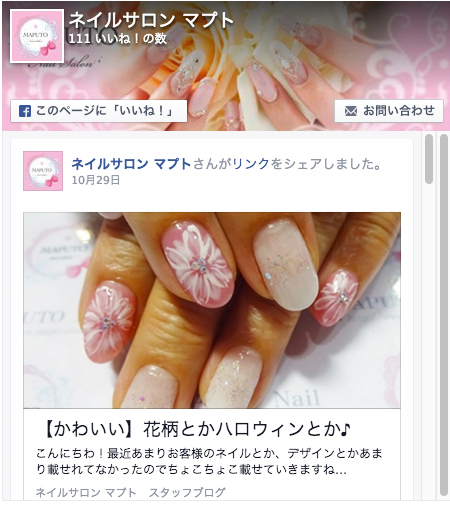 MAPUTO
ネイルサロン マプト
111 いいね！の数
Nail Salon
このページに「いいね！」
お問い合わせ
MAPUTO
ネイルサロン マプトさんがリンクをシェアしました。
10月29日
MAPUTO
Nail
【かわいい】花柄とかハロウィンとか♪
こんにちわ！最近あまりお客様のネイルとか、デザインとかあま
り載せれてなかったのでちょこちょこ載せていきますね...
ネイルサロン マプト　スタッフブログ